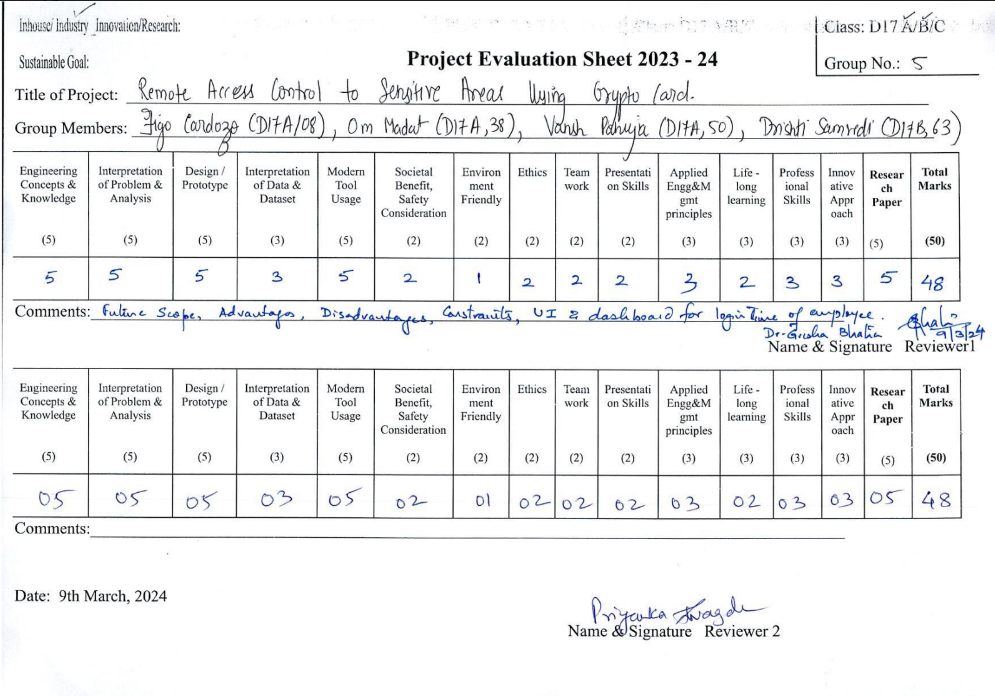 Inhouse/ Industry Innovation/Research:
Class: D17 A/B/C
Sustainable Goal:
Project Evaluation Sheet 2023 - 24
Group No.: 5
Title of Project: Remote Access Control to Sensitive Areas Using Crypto Card.
Group Members: Figo Cardozo (D17A/08), Om Madat (D17A,38), Vansh Pahuja (D17A,50), Drishti Samredi (D17B,63)
Engineering Concepts & Knowledge (5) Interpretation of Problem & Analysis (5) Design / Prototype (5) Interpretation of Data & Dataset (3) Modern Tool Usage (5) Societal Benefit, Safety Consideration (2) Environ ment Friendly (2) Ethics (2) Team work (2) Presentati on Skills (2) Applied Engg&M gmt principles (3) Life - long learning (3) Profess ional Skills (3) Innov ative Appr oach (3) Resear ch Paper (5) Total Marks (50)
5 5 5 3 5 2 1 2 2 2 3 2 3 3 5 48
Comments: Future Scope, Advantages, Disadvantages, Constraints, UI & dashboard for login Time of employee.
Dr. Gresha Bhatia 9/3/24
Name & Signature Reviewer1
Engineering Concepts & Knowledge (5) Interpretation of Problem & Analysis (5) Design / Prototype (5) Interpretation of Data & Dataset (3) Modern Tool Usage (5) Societal Benefit, Safety Consideration (2) Environ ment Friendly (2) Ethics (2) Team work (2) Presentati on Skills (2) Applied Engg&M gmt principles (3) Life - long learning (3) Profess ional Skills (3) Innov ative Appr oach (3) Resear ch Paper (5) Total Marks (50)
05 05 05 03 05 02 01 02 02 02 03 02 03 03 05 48
Comments:
Date: 9th March, 2024
Priyanka
Name & Signature Reviewer 2